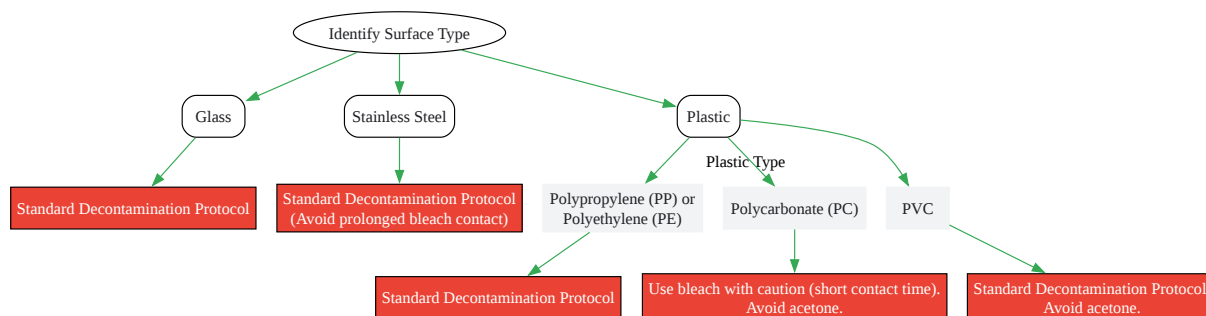 Identify Surface Type
Glass
Stainless Steel
Plastic
Plastic Type
Standard Decontamination Protocol
Standard Decontamination Protocol
(Avoid prolonged bleach contact)
Polypropylene (PP) or
Polyethylene (PE)
Polycarbonate (PC)
PVC
Standard Decontamination Protocol
Use bleach with caution (short contact time).
Avoid acetone.
Standard Decontamination Protocol
Avoid acetone.